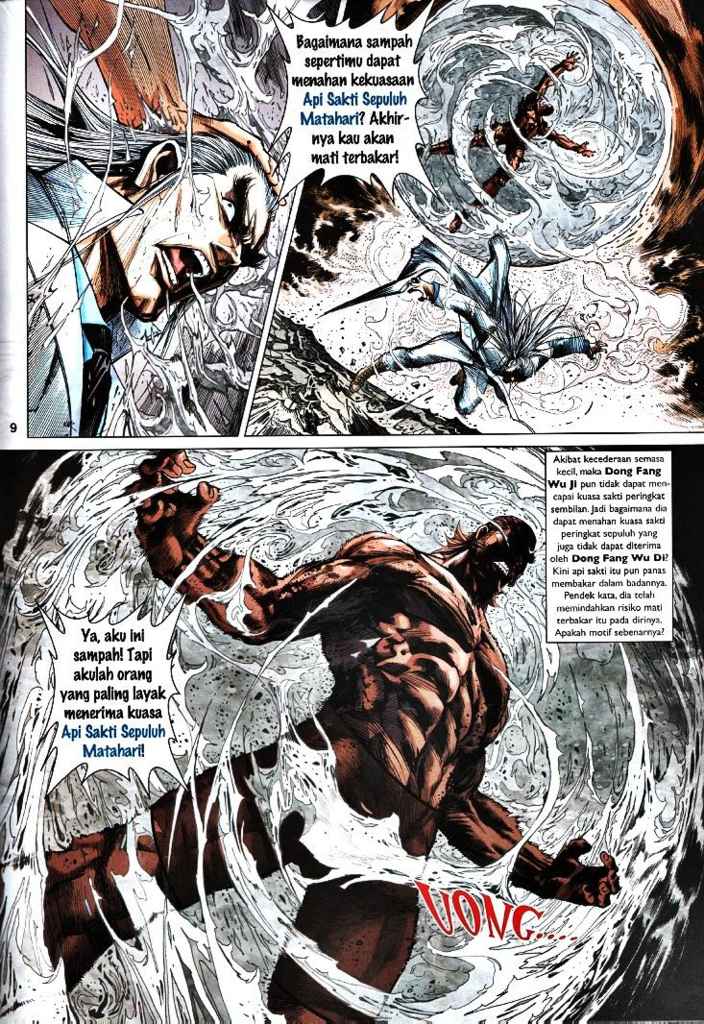 Bagaimana sampah
sepertimu dapat
menahan kekuasaan
Api Sakti Sepuluh
Matahari? Akhir-
nya kau akan
mati terbakar!
9
Akibat kecederaan semasa
kecil, maka Dong Fang
Wu Ji pun tidak dapat men-
capai kuasa sakti peringkat
sembilan. Jadi bagaimana dia
dapat menahan kuasa sakti
peringkat sepuluh yang
juga tidak dapat diterima
oleh Dong Fang Wu Di?
Kini api sakti itu pun panas
membakar dalam badannya.
Pendek kata, dia telah
memindahkan risiko mati
terbakar itu pada dirinya.
Apakah motif sebenarnya?
Ya, aku ini
sampah! Tapi
akulah orang
yang paling layak
menerima kuasa
Api Sakti Sepuluh
Matahari!
UONG....